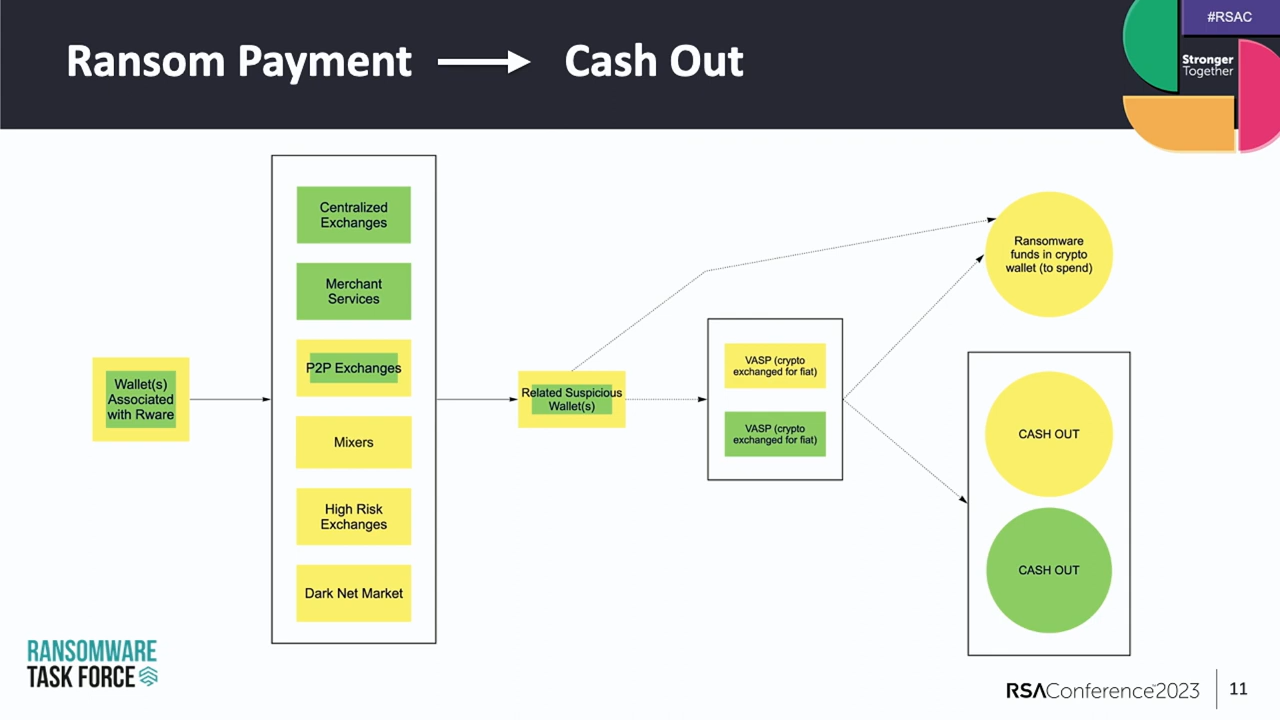 #RSAC
Stronger
Together
Ransom Payment
Cash Out
Wallet(s)
Associated
with Rware
Centralized
Exchanges
Merchant
Services
P2P Exchanges
Mixers
High Risk
Exchanges
Dark Net Market
Related Suspicious
Wallet(s)
VASP (crypto
exchanged for fiat)
VASP (crypto
exchanged for fiat)
Ransomware
funds in crypto
wallet (to spend)
CASH OUT
CASH OUT
RANSOMWARE
TASK FORCE
RSAConference™2023
11